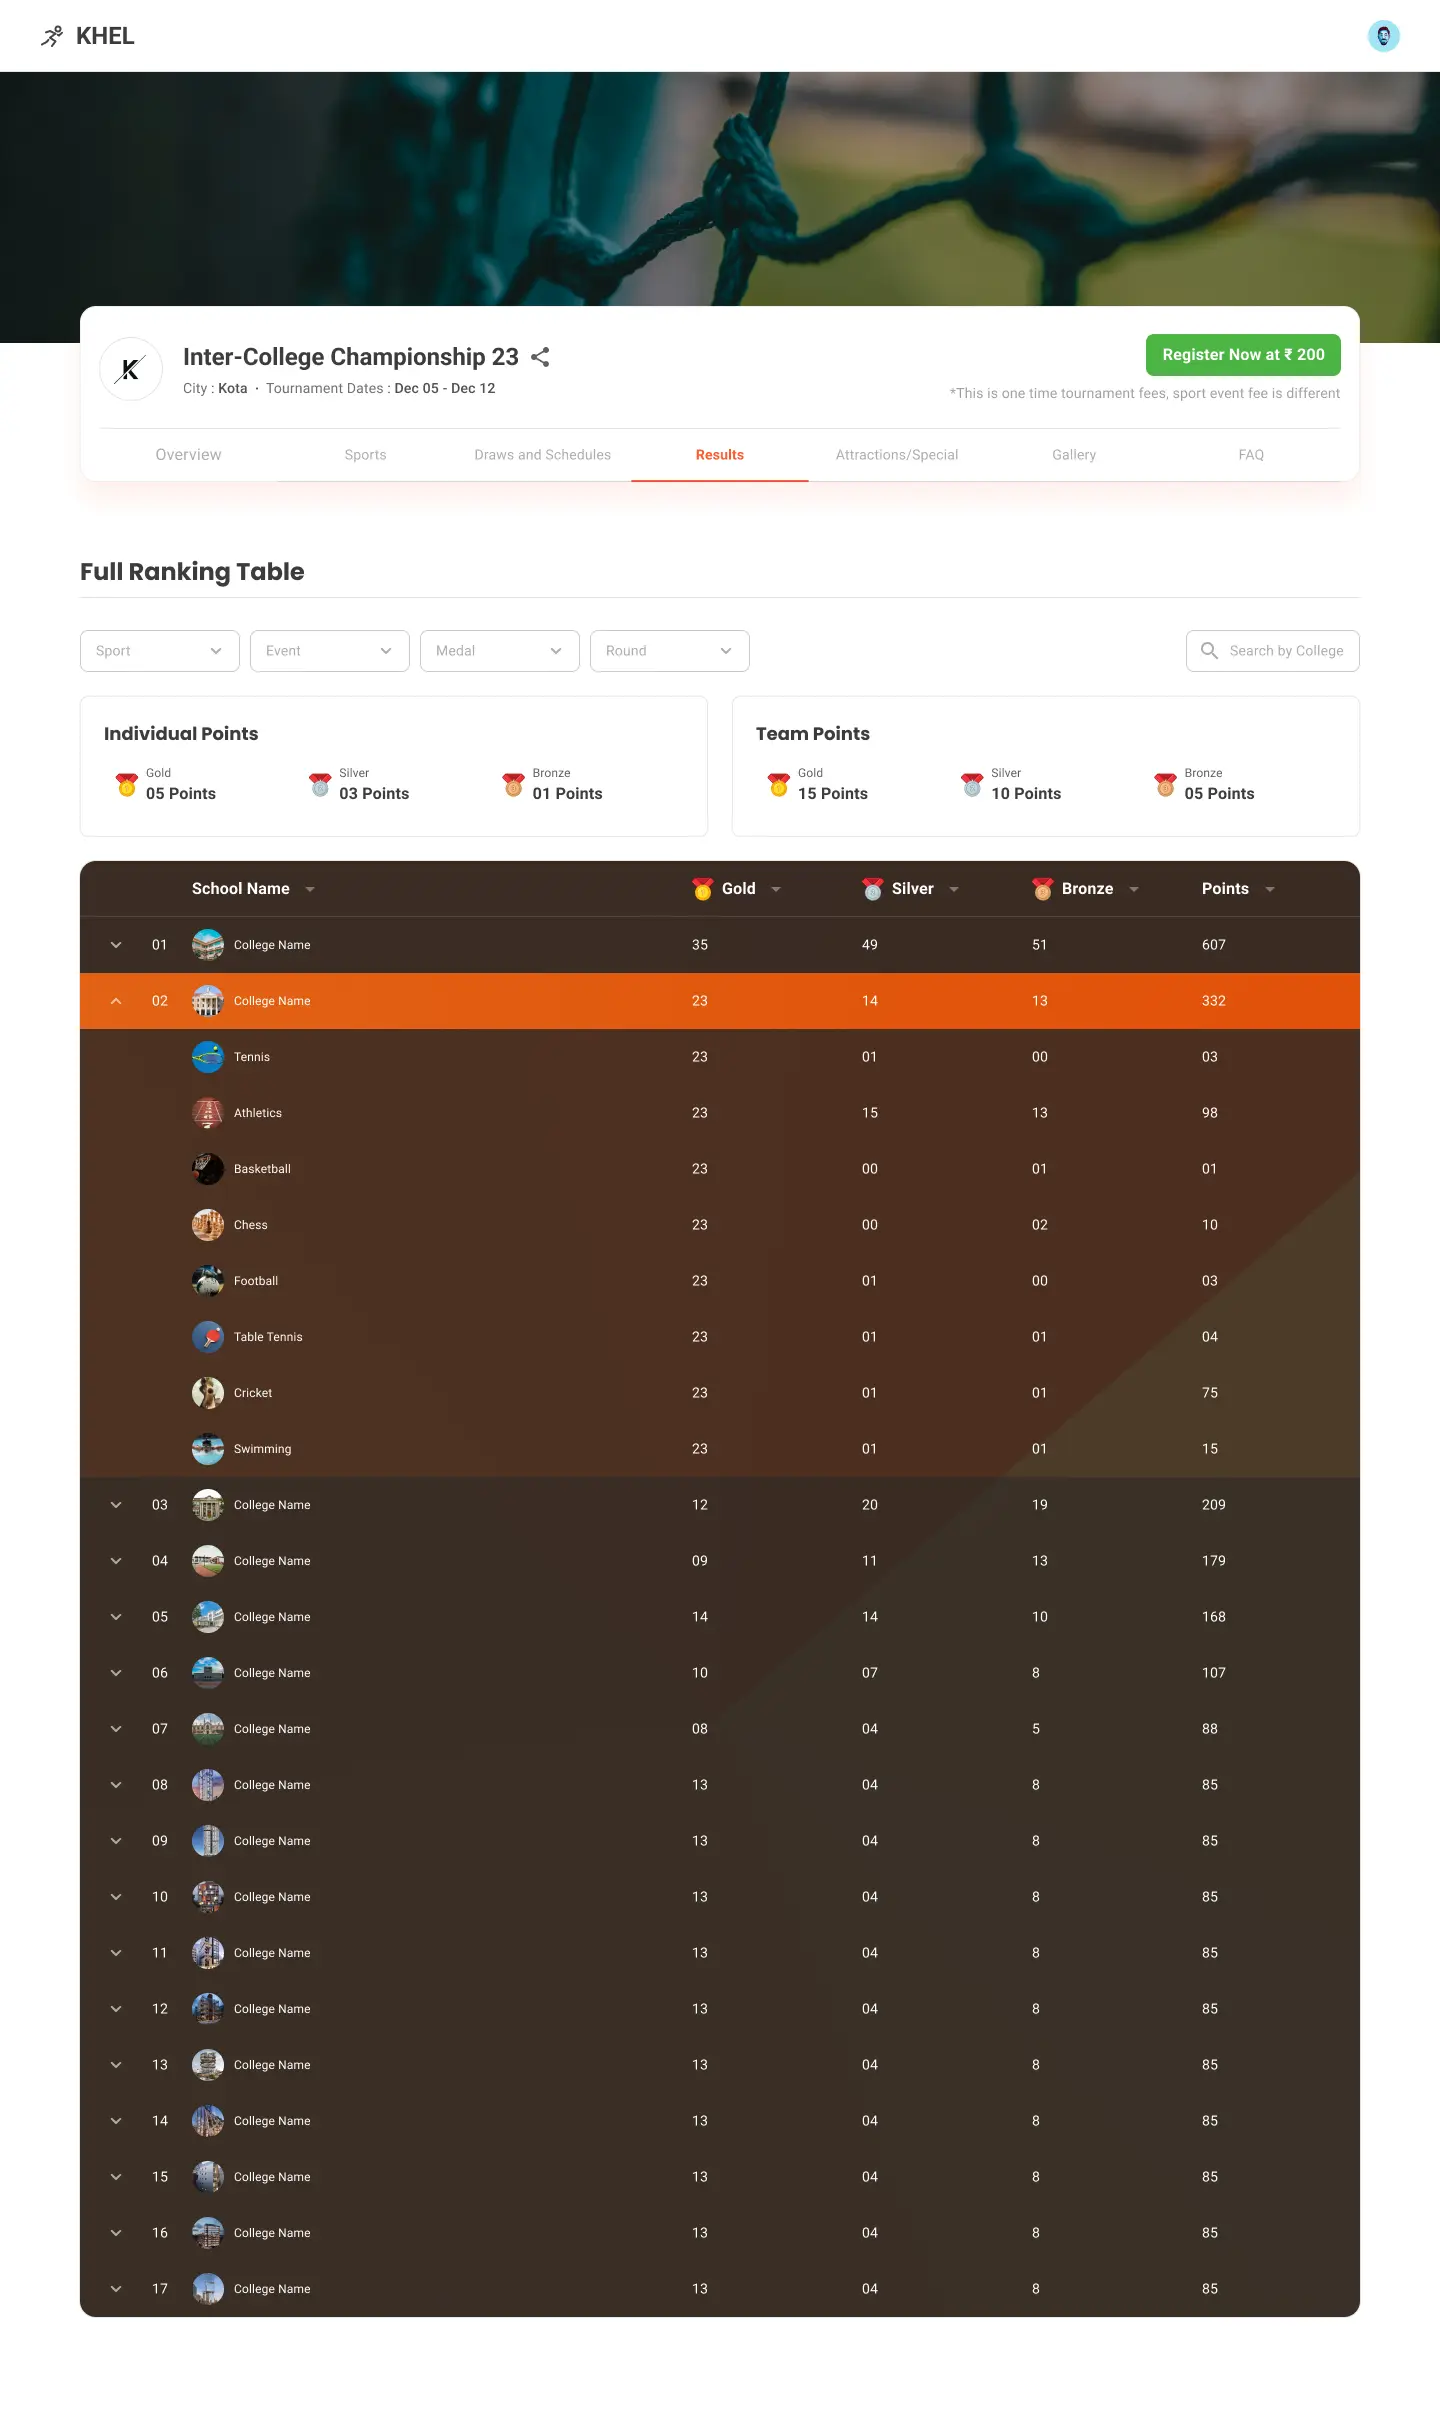 KHEL
K
Inter-College Championship 23
City : Kota · Tournament Dates : Dec 05 - Dec 12
Register Now at ₹ 200
*This is one time tournament fees, sport event fee is different
Overview Sports Draws and Schedules Results Attractions/Special Gallery FAQ
Full Ranking Table
Sport Event Medal Round Search by College
Individual Points
Gold Silver Bronze
05 Points 03 Points 01 Points
Team Points
Gold Silver Bronze
15 Points 10 Points 05 Points
School Name Gold Silver Bronze Points
01 College Name 35 49 51 607
02 College Name 23 14 13 332
Tennis 23 01 00 03
Athletics 23 15 13 98
Basketball 23 00 01 01
Chess 23 00 02 10
Football 23 01 00 03
Table Tennis 23 01 01 04
Cricket 23 01 01 75
Swimming 23 01 01 15
03 College Name 12 20 19 209
04 College Name 09 11 13 179
05 College Name 14 14 10 168
06 College Name 10 07 8 107
07 College Name 08 04 5 88
08 College Name 13 04 8 85
09 College Name 13 04 8 85
10 College Name 13 04 8 85
11 College Name 13 04 8 85
12 College Name 13 04 8 85
13 College Name 13 04 8 85
14 College Name 13 04 8 85
15 College Name 13 04 8 85
16 College Name 13 04 8 85
17 College Name 13 04 8 85